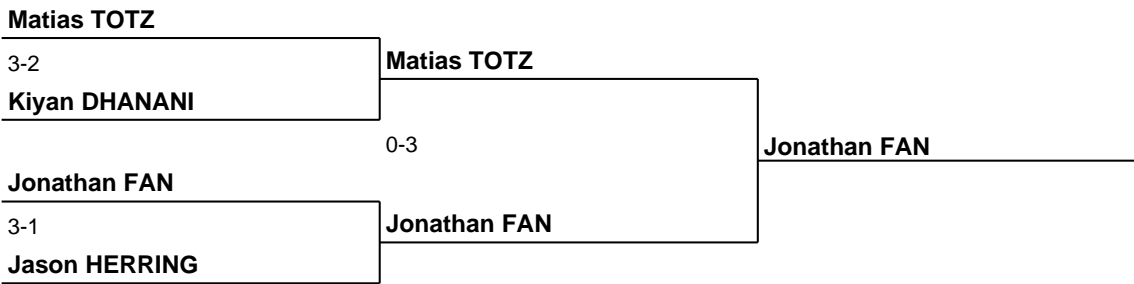 Matias TOTZ
3-2
Matias TOTZ
Kiyan DHANANI
0-3
Jonathan FAN
Jonathan FAN
3-1
Jonathan FAN
Jason HERRING